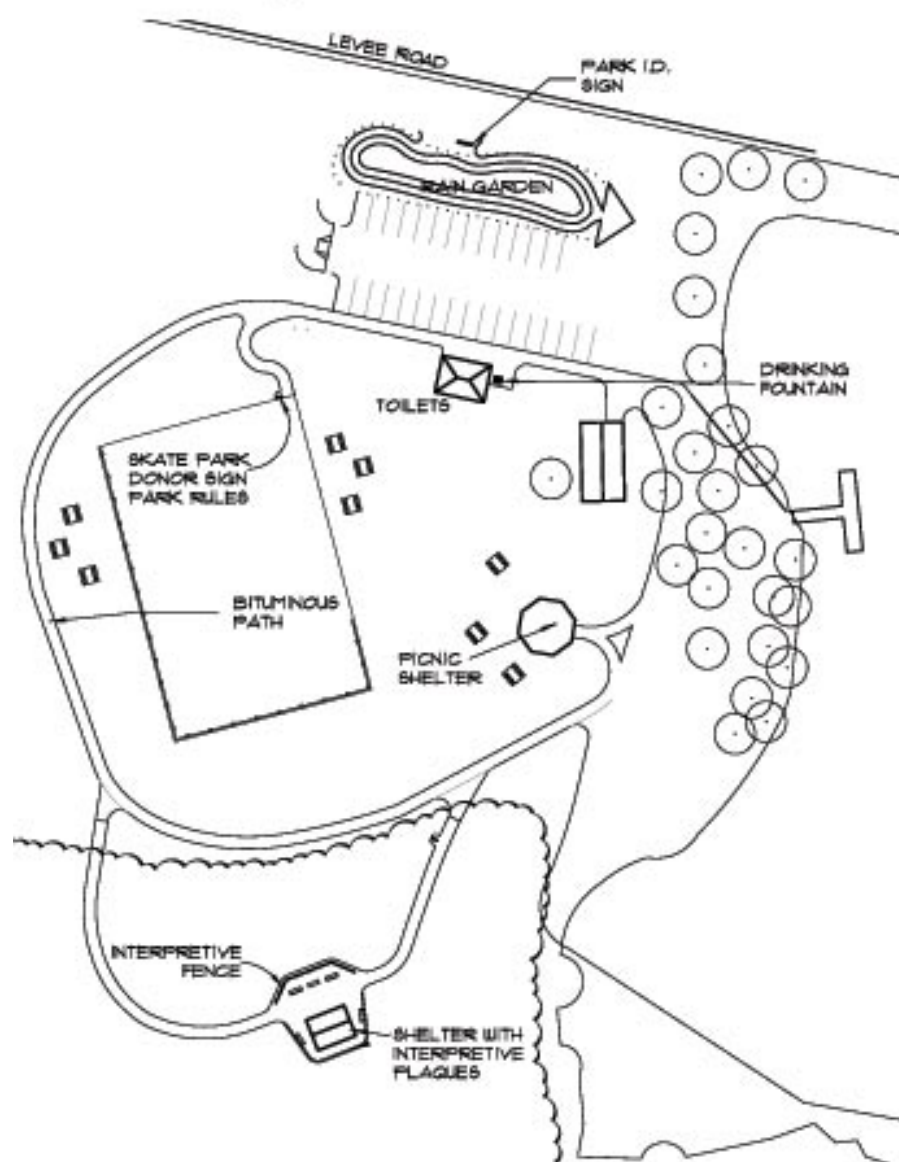 LEVEE ROAD
PARK I.D.
SIGN
RAIN GARDEN
DRINKING
FOUNTAIN
TOILETS
SKATE PARK
DONOR SIGN
PARK RULES
BITUMINOUS
PATH
PICNIC
SHELTER
INTERPRETIVE
FENCE
SHELTER WITH
INTERPRETIVE
PLAQUES